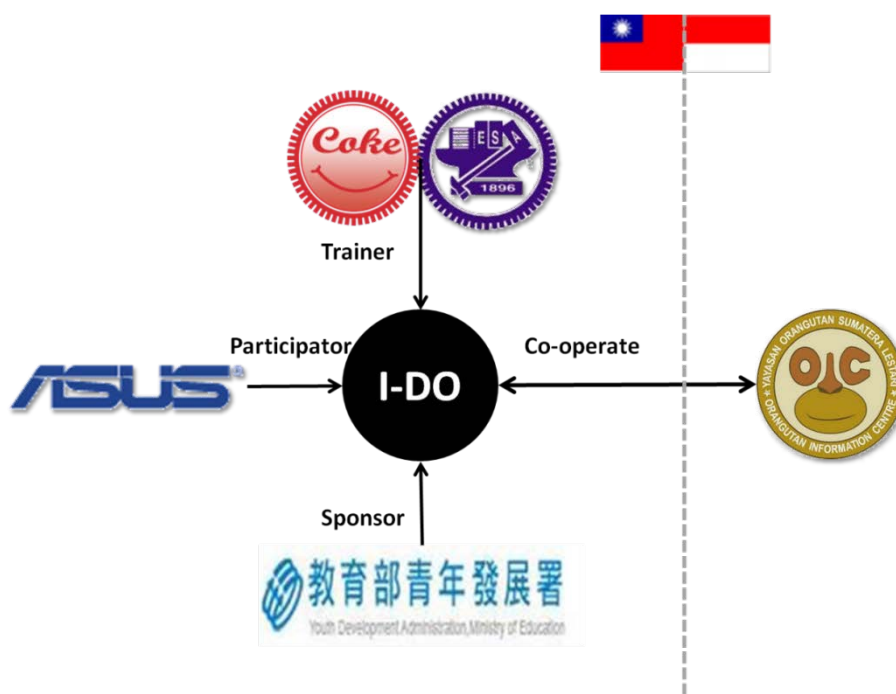 Coke
ESA
1896
Trainer
Participator
Co-operate
ASUS
I-DO
YAYASAN ORANGUTAN SUMATERA LESTARI
OIC
ORANGUTAN INFORMATION CENTRE
Sponsor
教育部青年發展署
Youth Development Administration,Ministry of Education